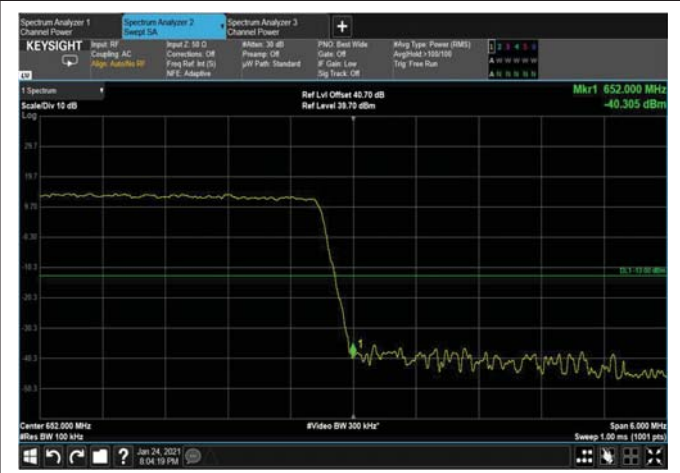 Spectrum Analyzer 1
Channel Power
Spectrum Analyzer 2
Swept SA
Spectrum Analyzer 3
Channel Power
+
KEYSIGHT
Input: RF
Coupling: AC
Align: Auto/No RF
Input Z: 50 Ω
Corrections: Off
Freq Ref: Int (S)
NFE: Adaptive
#Atten: 30 dB
Preamp: Off
µW Path: Standard
PNO: Best Wide
Gate: Off
IF Gain: Low
Sig Track: Off
#Avg Type: Power (RMS)
Avg|Hold: >100/100
Trig: Free Run
1 2 3 4 5 6
A W W W W W
A N N N N N
LV
1 Spectrum
Scale/Div 10 dB
Log
Ref Lvl Offset 40.70 dB
Ref Level 39.70 dBm
Mkr1 652.000 MHz
-40.305 dBm
29.7
19.7
9.70
-0.30
-10.3
-20.3
-30.3
-40.3
-50.3
DL1 -13.00 dBm
1
Center 652.000 MHz
#Res BW 100 kHz
#Video BW 300 kHz*
Span 6.000 MHz
Sweep 1.00 ms (1001 pts)
?
Jan 24, 2021
8:04:19 PM